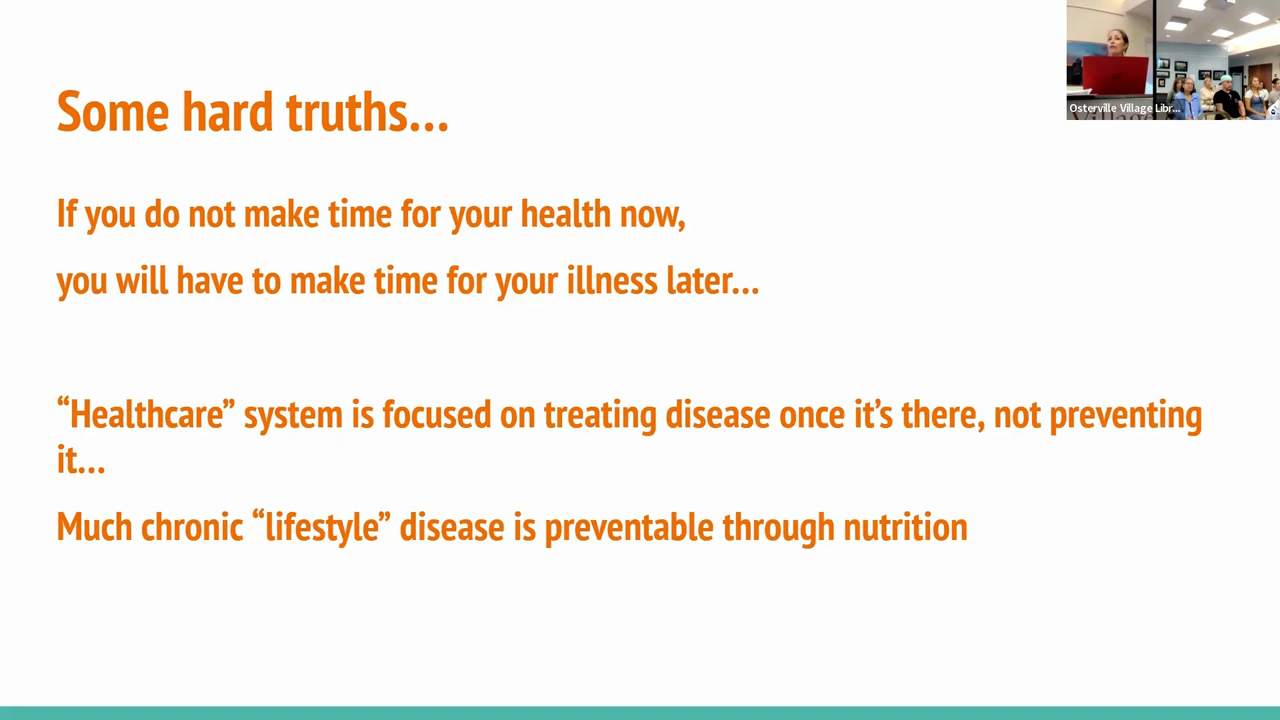 Some hard truths...
If you do not make time for your health now,
you will have to make time for your illness later...
“Healthcare” system is focused on treating disease once it’s there, not preventing
it...
Much chronic “lifestyle” disease is preventable through nutrition
Osterville Village Libr...
Village